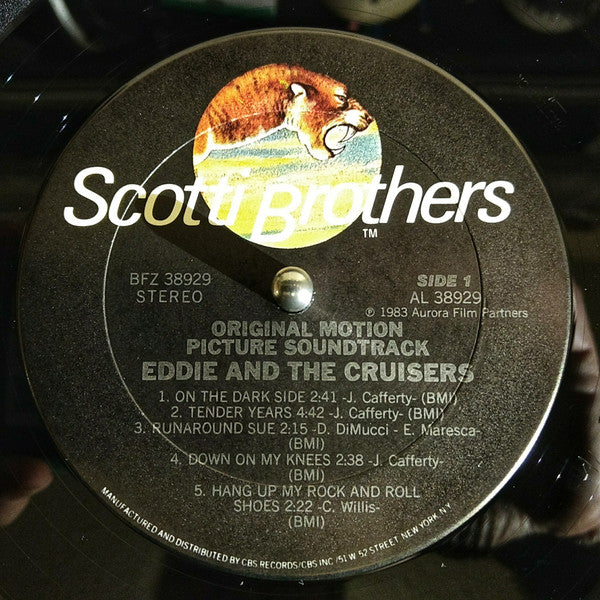 Scotti Brothers
TM
BFZ 38929
STEREO
SIDE 1
AL 38929
℗ 1983 Aurora Film Partners
ORIGINAL MOTION
PICTURE SOUNDTRACK
EDDIE AND THE CRUISERS
1. ON THE DARK SIDE 2:41 -J. Cafferty- (BMI)
2. TENDER YEARS 4:42 -J. Cafferty- (BMI)
3. RUNAROUND SUE 2:15 -D. DiMucci - E. Maresca-
(BMI)
4. DOWN ON MY KNEES 2:38 -J. Cafferty-
(BMI)
5. HANG UP MY ROCK AND ROLL
SHOES 2:22 -C. Willis-
(BMI)
MANUFACTURED AND DISTRIBUTED BY CBS RECORDS/CBS INC /51 W 52 STREET NEW YORK, N.Y.